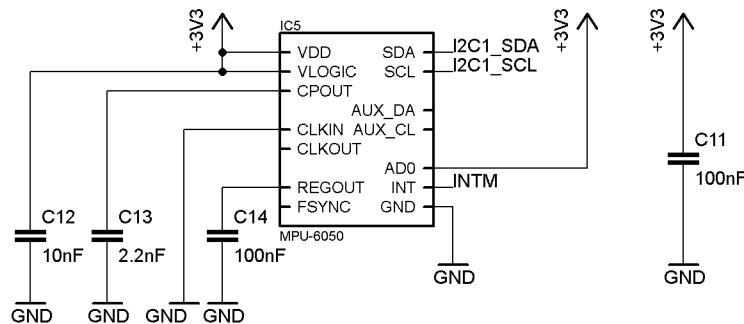 +3V3
IC5
+3V3
+3V3
VDD
SDA
I2C1_SDA
VLOGIC
SCL
I2C1_SCL
CPOUT
AUX_DA
CLKIN
AUX_CL
CLKOUT
C11
AD0
100nF
REGOUT
INT
INTM
FSYNC
GND
C12
C13
C14
MPU-6050
10nF
2.2nF
100nF
GND
GND
GND
GND
GND
GND